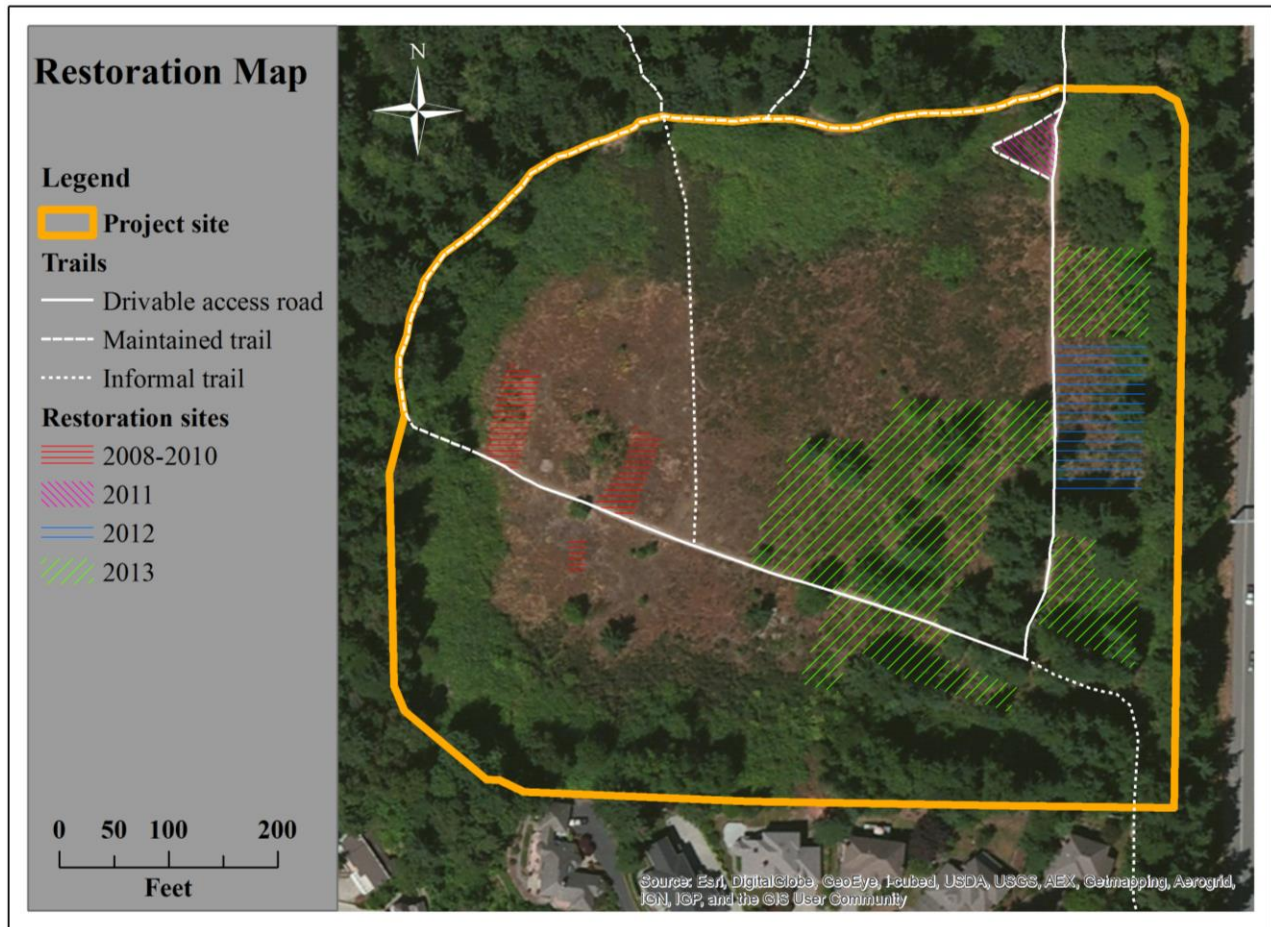 Restoration Map
N
Legend
Project site
Trails
Drivable access road
Maintained trail
Informal trail
Restoration sites
2008-2010
2011
2012
2013
0 50 100 200
Feet
Source: Esri, DigitalGlobe, GeoEye, i-cubed, USDA, USGS, AEX, Getmapping, Aerogrid,
IGN, IGP, and the GIS User Community